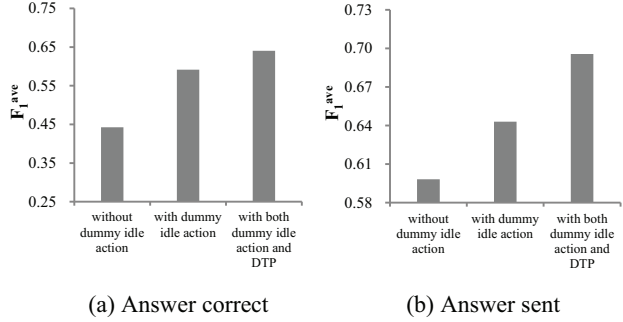 0.75
0.65
0.55
0.45
0.35
0.25
F₁ᵃᵛᵉ
without
dummy idle
action
with dummy
idle action
with both
dummy idle
action and
DTP
(a) Answer correct
0.73
0.70
0.67
0.64
0.61
0.58
F₁ᵃᵛᵉ
without
dummy idle
action
with dummy
idle action
with both
dummy idle
action and
DTP
(b) Answer sent